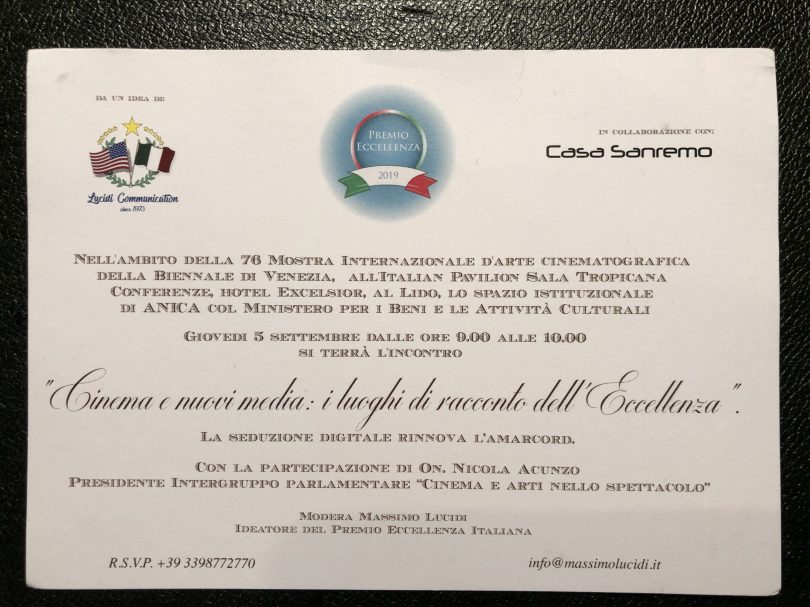 DA UN IDEA DI:
Lucidi Communication
since 1973
PREMIO
ECCELLENZA
2019
IN COLLABORAZIONE CON:
Casa Sanremo
NELL'AMBITO DELLA 76 MOSTRA INTERNAZIONALE D'ARTE CINEMATOGRAFICA
DELLA BIENNALE DI VENEZIA, ALL'ITALIAN PAVILION SALA TROPICANA
CONFERENZE, HOTEL EXCELSIOR, AL LIDO, LO SPAZIO ISTITUZIONALE
DI ANICA COL MINISTERO PER I BENI E LE ATTIVITÀ CULTURALI
GIOVEDI 5 SETTEMBRE DALLE ORE 9.00 ALLE 10.00
SI TERRÀ L'INCONTRO
"Cinema e nuovi media: i luoghi di racconto dell'Eccellenza".
LA SEDUZIONE DIGITALE RINNOVA L'AMARCORD.
CON LA PARTECIPAZIONE DI ON. NICOLA ACUNZO
PRESIDENTE INTERGRUPPO PARLAMENTARE "CINEMA E ARTI NELLO SPETTACOLO"
MODERA MASSIMO LUCIDI
IDEATORE DEL PREMIO ECCELLENZA ITALIANA
R.S.V.P. +39 3398772770
info@massimolucidi.it